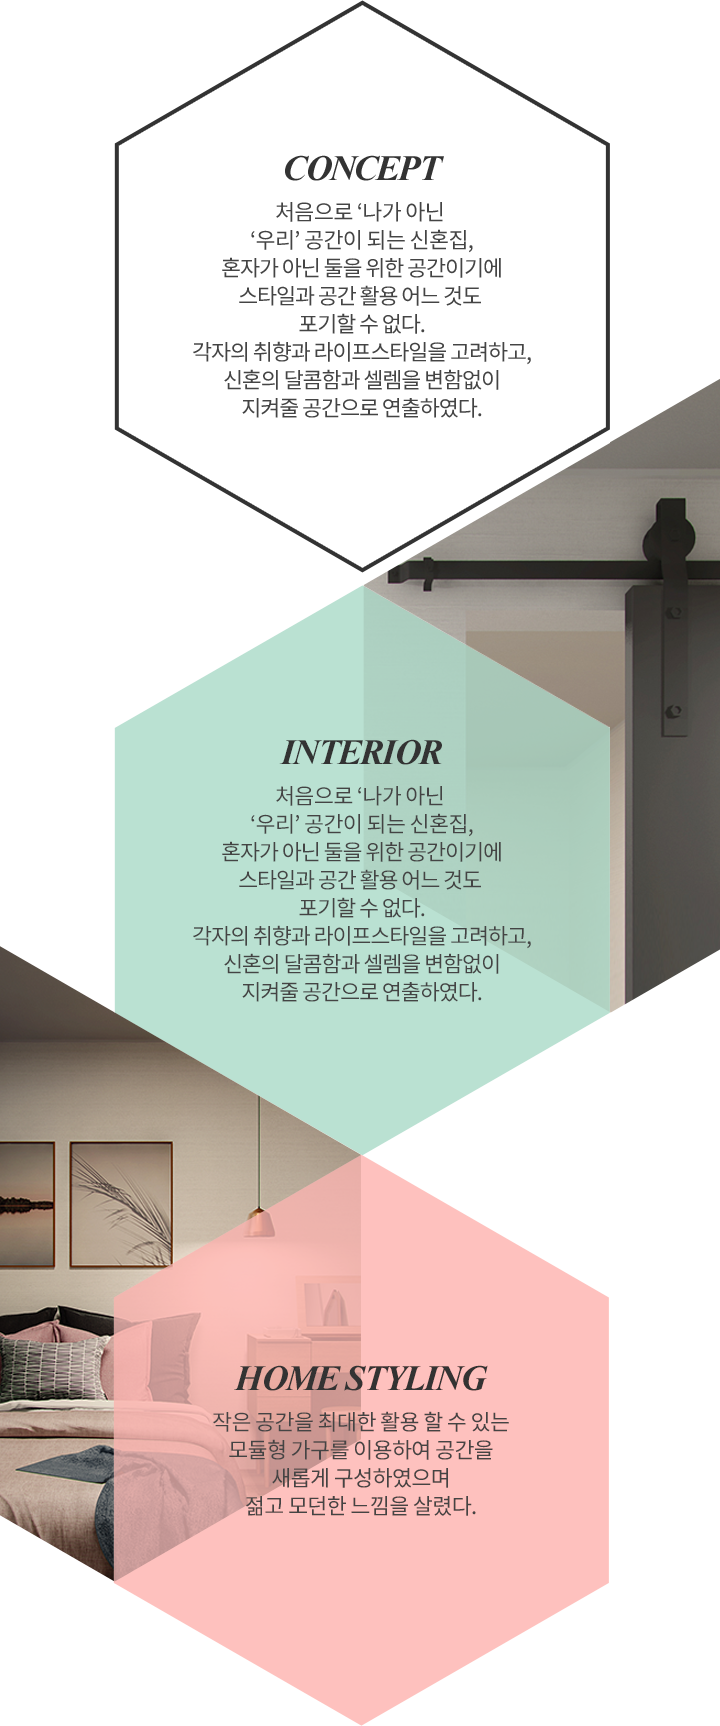 CONCEPT
처음으로 ‘나가 아닌
‘우리’ 공간이 되는 신혼집,
혼자가 아닌 둘을 위한 공간이기에
스타일과 공간 활용 어느 것도
포기할 수 없다.
각자의 취향과 라이프스타일을 고려하고,
신혼의 달콤함과 셀렘을 변함없이
지켜줄 공간으로 연출하였다.
INTERIOR
처음으로 ‘나가 아닌
‘우리’ 공간이 되는 신혼집,
혼자가 아닌 둘을 위한 공간이기에
스타일과 공간 활용 어느 것도
포기할 수 없다.
각자의 취향과 라이프스타일을 고려하고,
신혼의 달콤함과 셀렘을 변함없이
지켜줄 공간으로 연출하였다.
HOME STYLING
작은 공간을 최대한 활용 할 수 있는
모듈형 가구를 이용하여 공간을
새롭게 구성하였으며
젊고 모던한 느낌을 살렸다.